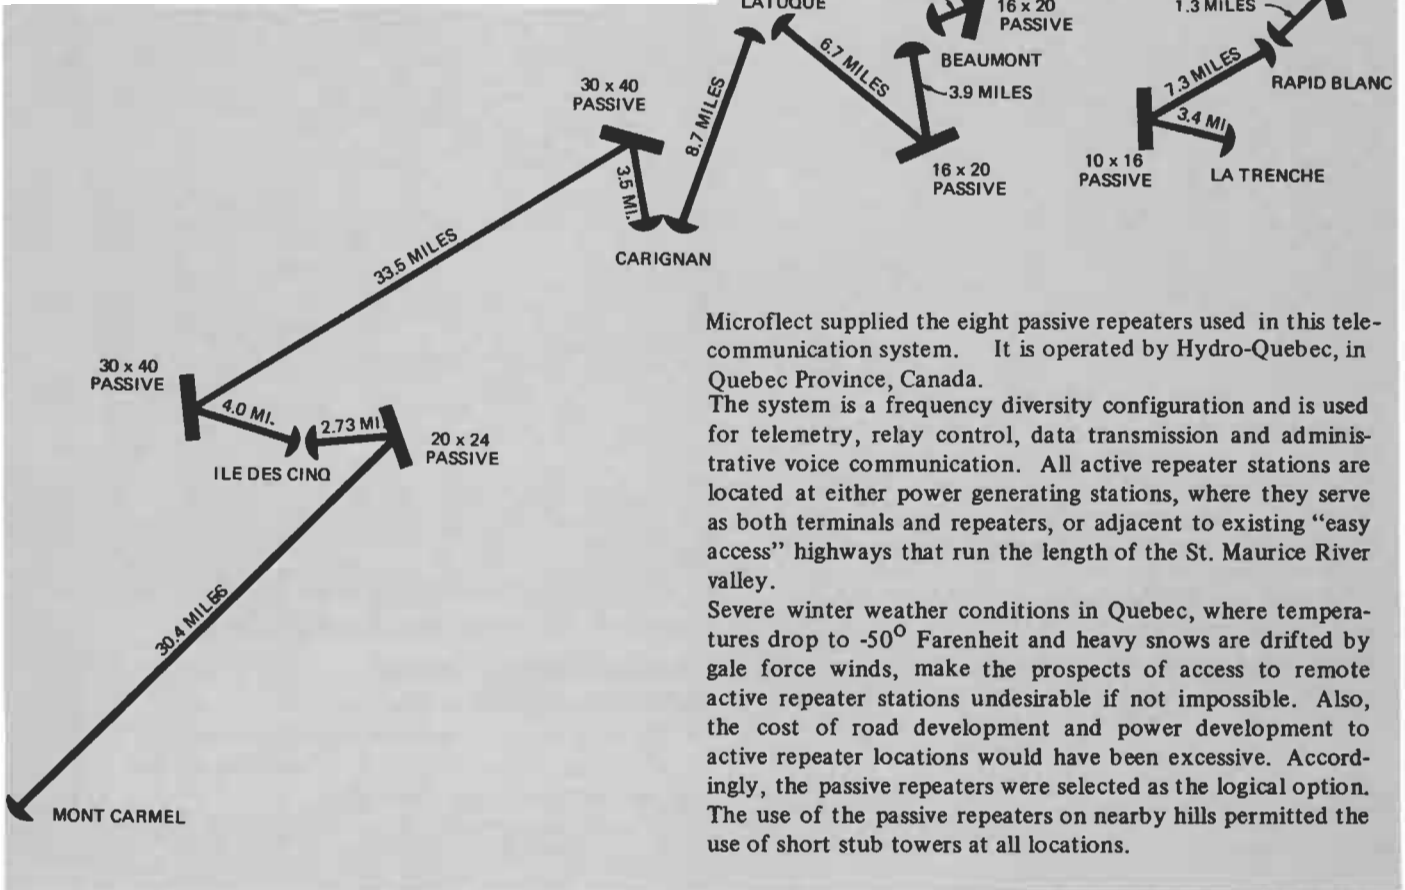 LATUQUE
16 x 20
PASSIVE
1.3 MILES
6.7 MILES
BEAUMONT
3.9 MILES
7.3 MILES
RAPID BLANC
30 x 40
PASSIVE
8.7 MILES
3.5 MI.
3.4 MI
16 x 20
PASSIVE
10 x 16
PASSIVE
LA TRENCHE
33.5 MILES
CARIGNAN
30 x 40
PASSIVE
4.0 MI.
2.73 MI
20 x 24
PASSIVE
ILE DES CINQ
30.4 MILES
MONT CARMEL
Microflect supplied the eight passive repeaters used in this tele-
communication system. It is operated by Hydro-Quebec, in
Quebec Province, Canada.
The system is a frequency diversity configuration and is used
for telemetry, relay control, data transmission and adminis-
trative voice communication. All active repeater stations are
located at either power generating stations, where they serve
as both terminals and repeaters, or adjacent to existing “easy
access” highways that run the length of the St. Maurice River
valley.
Severe winter weather conditions in Quebec, where tempera-
tures drop to -50° Farenheit and heavy snows are drifted by
gale force winds, make the prospects of access to remote
active repeater stations undesirable if not impossible. Also,
the cost of road development and power development to
active repeater locations would have been excessive. Accord-
ingly, the passive repeaters were selected as the logical option.
The use of the passive repeaters on nearby hills permitted the
use of short stub towers at all locations.